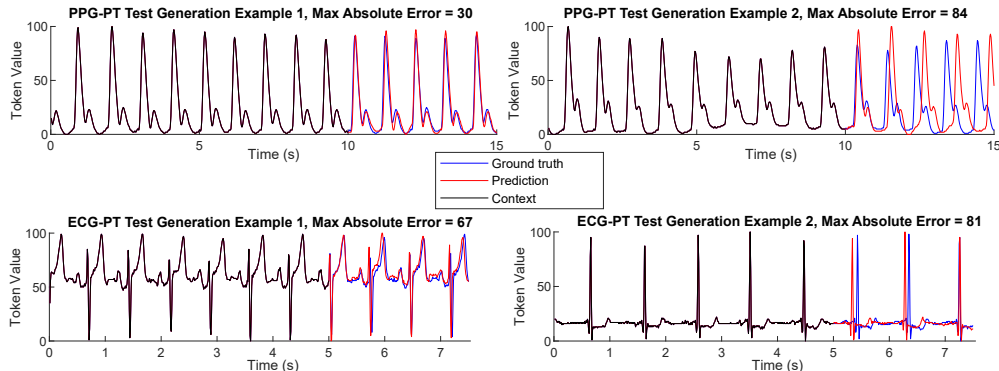 PPG-PT Test Generation Example 1, Max Absolute Error = 30
Token Value
100
50
0
0 5 10 15
Time (s)
PPG-PT Test Generation Example 2, Max Absolute Error = 84
Token Value
100
50
0
0 5 10 15
Time (s)
Ground truth
Prediction
Context
ECG-PT Test Generation Example 1, Max Absolute Error = 67
Token Value
100
50
0
0 1 2 3 4 5 6 7
Time (s)
ECG-PT Test Generation Example 2, Max Absolute Error = 81
Token Value
100
50
0
0 1 2 3 4 5 6 7
Time (s)